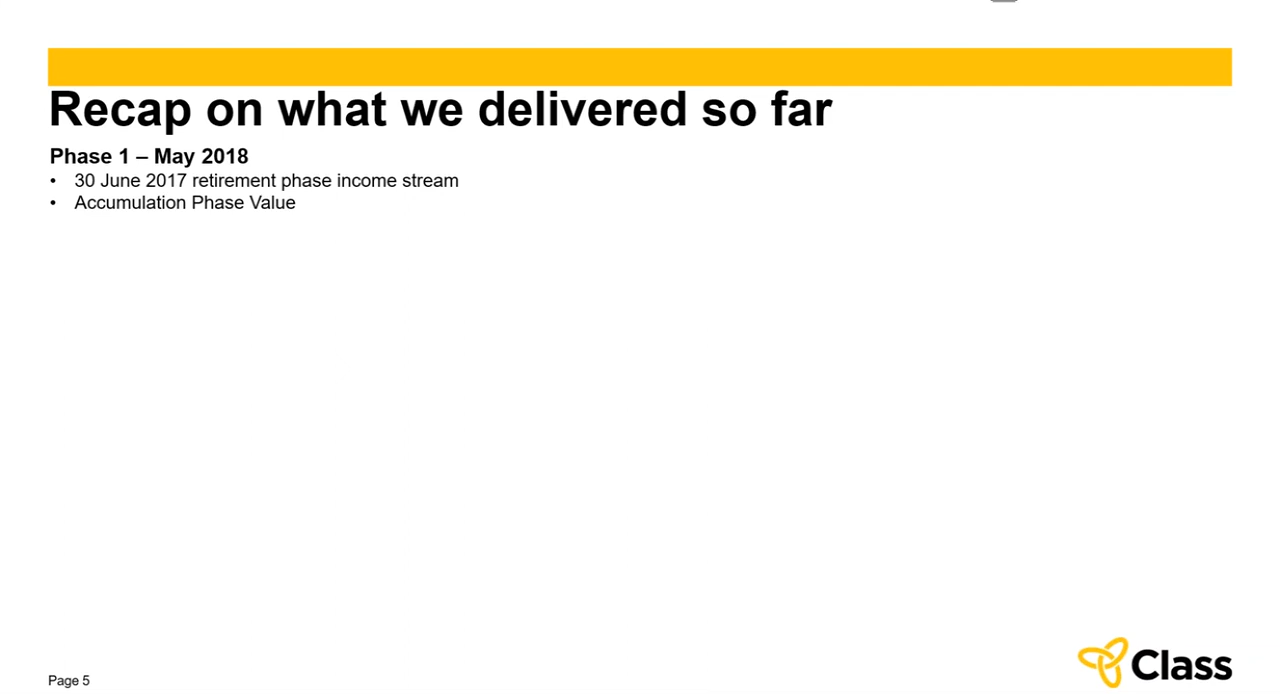 Recap on what we delivered so far
Phase 1 – May 2018
• 30 June 2017 retirement phase income stream
• Accumulation Phase Value
Class
Page 5